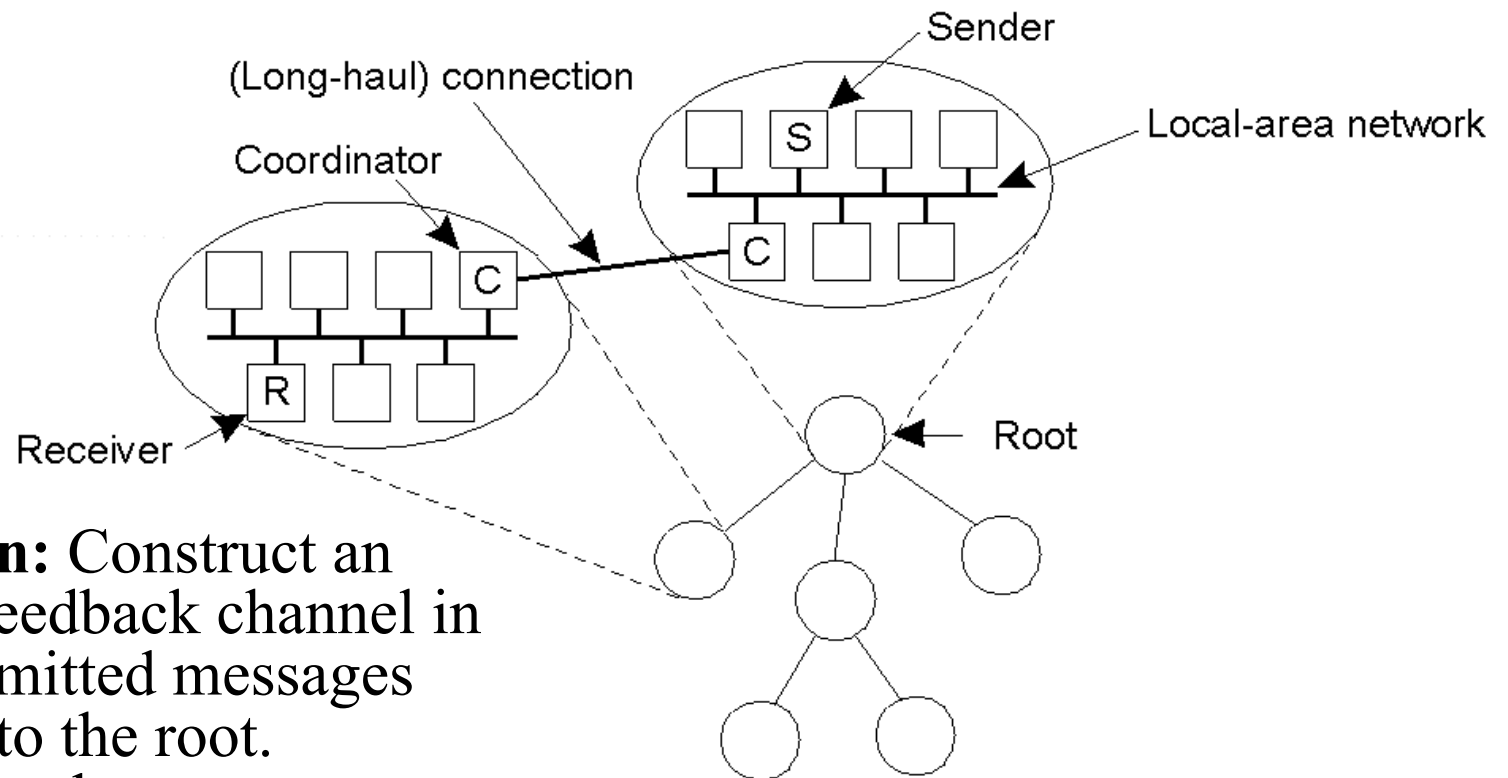 Sender
(Long-haul) connection
Local-area network
Coordinator
S
C
C
R
Receiver
Root
n: Construct an
eedback channel in
mitted messages
to the root.